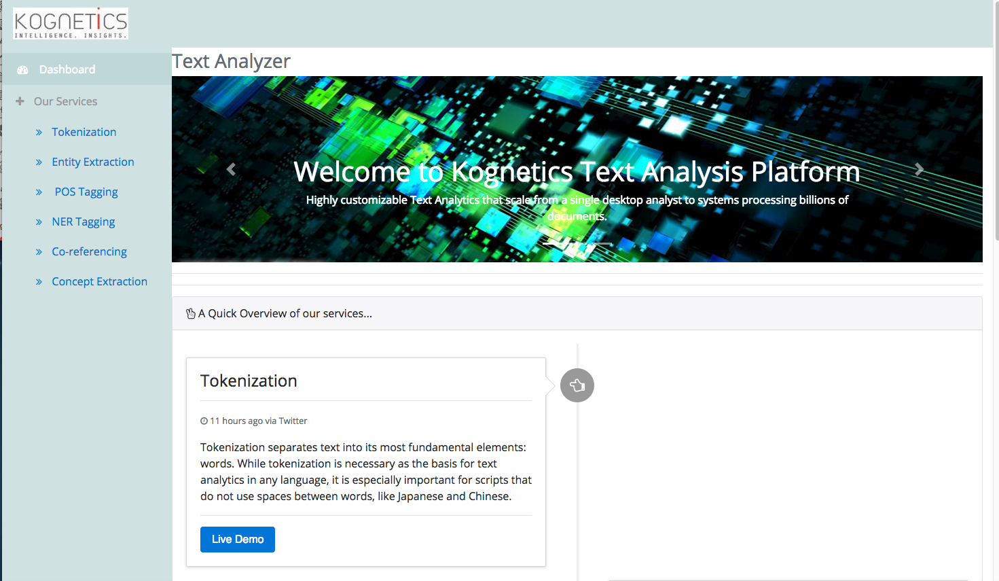 KOGNETICS
INTELLIGENCE. INSIGHTS.
Dashboard
Our Services
Tokenization
Entity Extraction
POS Tagging
NER Tagging
Co-referencing
Concept Extraction
Text Analyzer
Welcome to Kognetics Text Analysis Platform
Highly customizable Text Analytics that scale from a single desktop analyst to systems processing billions of
documents.
A Quick Overview of our services...
Tokenization
11 hours ago via Twitter
Tokenization separates text into its most fundamental elements:
words. While tokenization is necessary as the basis for text
analytics in any language, it is especially important for scripts that
do not use spaces between words, like Japanese and Chinese.
Live Demo